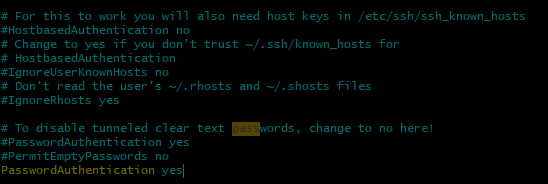 # For this to work you will also need host keys in /etc/ssh/ssh_known_hosts
#HostbasedAuthentication no
# Change to yes if you don't trust ~/.ssh/known_hosts for
# HostbasedAuthentication
#IgnoreUserKnownHosts no
# Don't read the user's ~/.rhosts and ~/.shosts files
#IgnoreRhosts yes

# To disable tunneled clear text passwords, change to no here!
#PasswordAuthentication yes
#PermitEmptyPasswords no
PasswordAuthentication yes